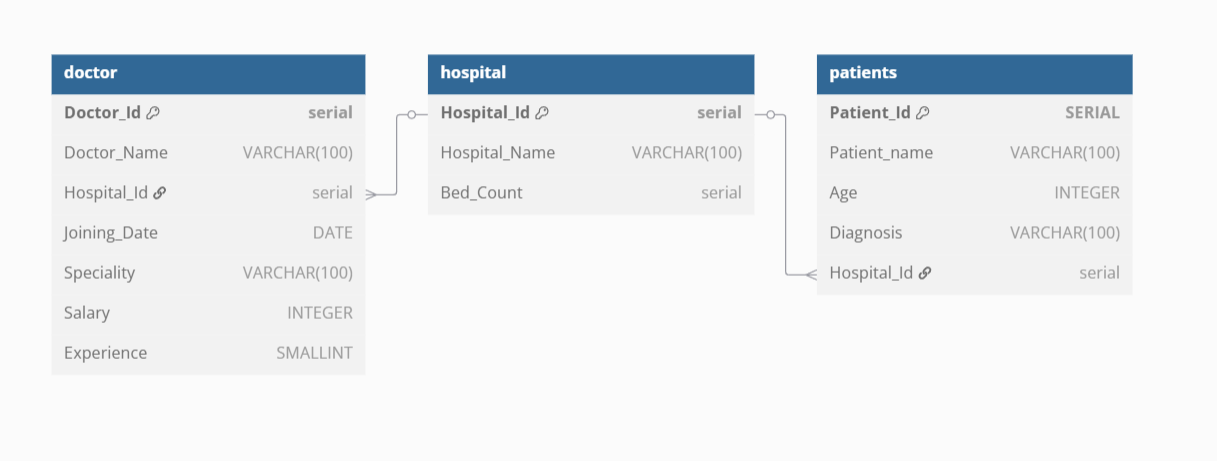 doctor
Doctor_Id serial
Doctor_Name VARCHAR(100)
Hospital_Id serial
Joining_Date DATE
Speciality VARCHAR(100)
Salary INTEGER
Experience SMALLINT
hospital
Hospital_Id serial
Hospital_Name VARCHAR(100)
Bed_Count serial
patients
Patient_Id SERIAL
Patient_name VARCHAR(100)
Age INTEGER
Diagnosis VARCHAR(100)
Hospital_Id serial